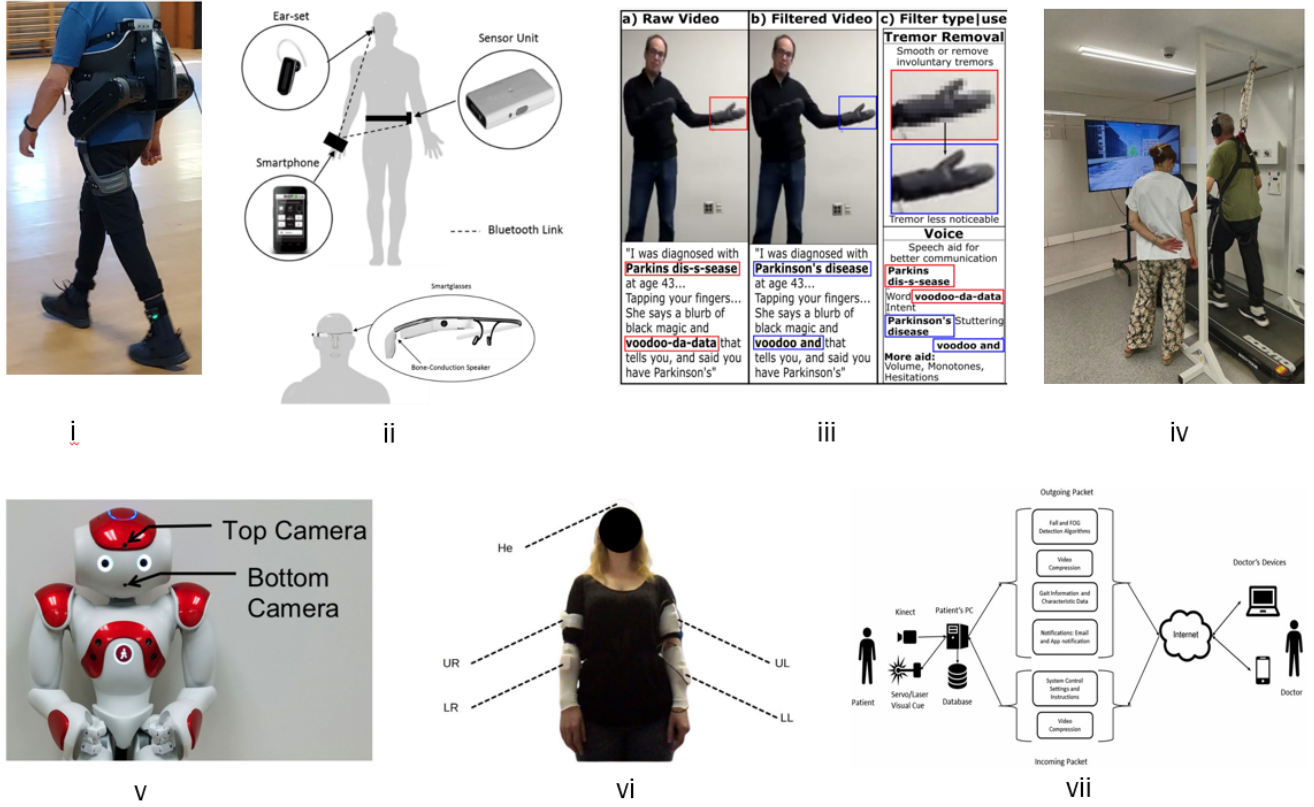 Ear-set
Sensor Unit
Smartphone
Bluetooth Link
Smartglasses
Bone-Conduction Speaker
a) Raw Video
"I was diagnosed with
Parkins dis-s-sease
at age 43...
Tapping your fingers...
She says a blurb of
black magic and
voodoo-da-data that
tells you, and said you
have Parkinson's"
b) Filtered Video
"I was diagnosed with
Parkinson's disease
at age 43...
Tapping your fingers...
She says a blurb of
black magic and
voodoo and that
tells you, and said you
have Parkinson's"
c) Filter type|use
Tremor Removal
Smooth or remove
involuntary tremors
Tremor less noticeable
Voice
Speech aid for
better communication
Parkins
dis-s-sease
Word voodoo-da-data
Intent
Parkinson's Stuttering
disease
voodoo and
More aid:
Volume, Monotones,
Hesitations
i
ii
iii
iv
Top Camera
Bottom
Camera
He
UR
UL
LR
LL
Outgoing Packet
Fall and FOG
Detection Algorithms
Video
Compression
Gait Information and
Characteristic Data
Notifications: Email
and App notification
System Control
Settings and
Instructions
Video
Compression
Incoming Packet
Kinect
Patient's PC
Patient
Servo/Laser
Visual Cue
Database
Internet
Doctor's Devices
Doctor
v
vi
vii